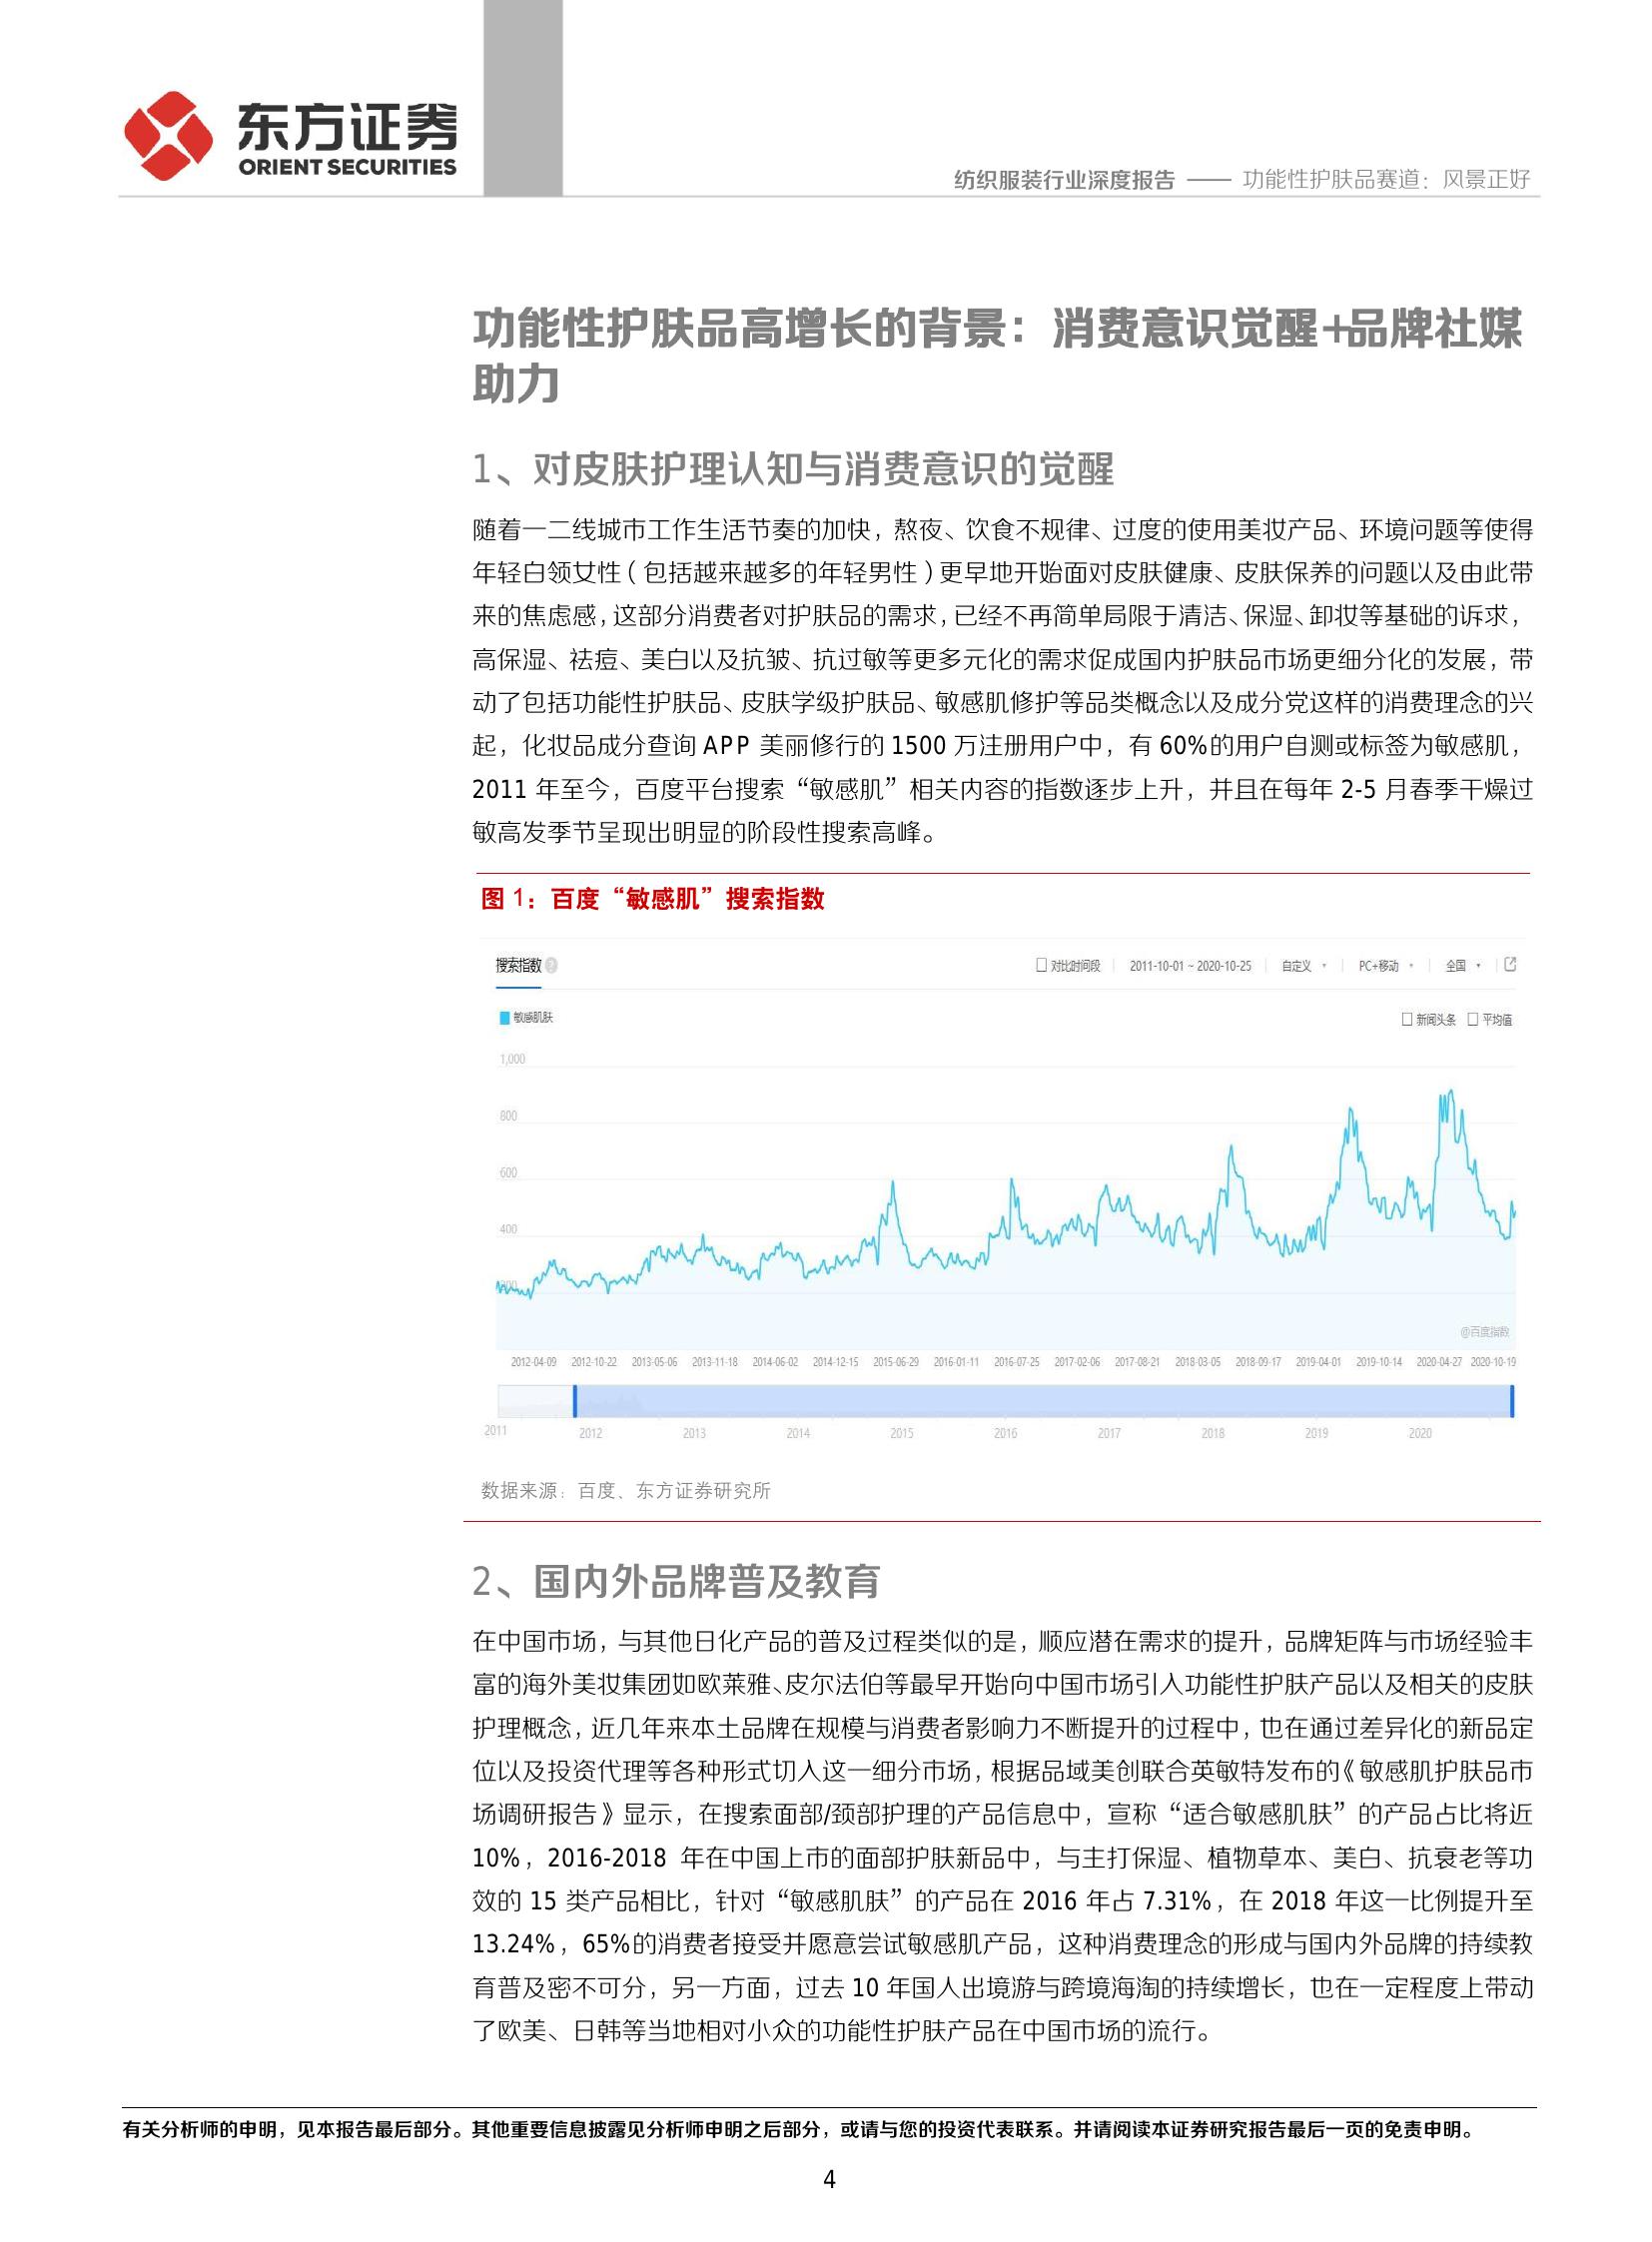 东方证券
ORIENT SECURITIES
纺织服装行业深度报告 —— 功能性护肤品赛道：风景正好
功能性护肤品高增长的背景：消费意识觉醒+品牌社媒
助力
1、对皮肤护理认知与消费意识的觉醒
随着一二线城市工作生活节奏的加快，熬夜、饮食不规律、过度的使用美妆产品、环境问题等使得
年轻白领女性（包括越来越多的年轻男性）更早地开始面对皮肤健康、皮肤保养的问题以及由此带
来的焦虑感，这部分消费者对护肤品的需求，已经不再简单局限于清洁、保湿、卸妆等基础的诉求，
高保湿、祛痘、美白以及抗皱、抗过敏等更多元化的需求促成国内护肤品市场更细分化的发展，带
动了包括功能性护肤品、皮肤学级护肤品、敏感肌修护等品类概念以及成分党这样的消费理念的兴
起，化妆品成分查询 APP 美丽修行的 1500 万注册用户中，有 60%的用户自测或标签为敏感肌，
2011 年至今，百度平台搜索“敏感肌”相关内容的指数逐步上升，并且在每年 2-5 月春季干燥过
敏高发季节呈现出明显的阶段性搜索高峰。
图 1：百度“敏感肌”搜索指数
搜索指数 ? 对比时间段 2011-10-01 ~ 2020-10-25 自定义 PC+移动 全国
敏感肌肤 新闻头条 平均值
1,000
800
600
400
200
@百度指数
2012-04-09 2012-10-22 2013-05-06 2013-11-18 2014-06-02 2014-12-15 2015-06-29 2016-01-11 2016-07-25 2017-02-06 2017-08-21 2018-03-05 2018-09-17 2019-04-01 2019-10-14 2020-04-27 2020-10-19
2011 2012 2013 2014 2015 2016 2017 2018 2019 2020
数据来源：百度、东方证券研究所
2、国内外品牌普及教育
在中国市场，与其他日化产品的普及过程类似的是，顺应潜在需求的提升，品牌矩阵与市场经验丰
富的海外美妆集团如欧莱雅、皮尔法伯等最早开始向中国市场引入功能性护肤产品以及相关的皮肤
护理概念，近几年来本土品牌在规模与消费者影响力不断提升的过程中，也在通过差异化的新品定
位以及投资代理等各种形式切入这一细分市场，根据品域美创联合英敏特发布的《敏感肌护肤品市
场调研报告》显示，在搜索面部/颈部护理的产品信息中，宣称“适合敏感肌肤”的产品占比将近
10%，2016-2018 年在中国上市的面部护肤新品中，与主打保湿、植物草本、美白、抗衰老等功
效的 15 类产品相比，针对“敏感肌肤”的产品在 2016 年占 7.31%，在 2018 年这一比例提升至
13.24%，65%的消费者接受并愿意尝试敏感肌产品，这种消费理念的形成与国内外品牌的持续教
育普及密不可分，另一方面，过去 10 年国人出境游与跨境海淘的持续增长，也在一定程度上带动
了欧美、日韩等当地相对小众的功能性护肤产品在中国市场的流行。
有关分析师的申明，见本报告最后部分。其他重要信息披露见分析师申明之后部分，或请与您的投资代表联系。并请阅读本证券研究报告最后一页的免责申明。
4